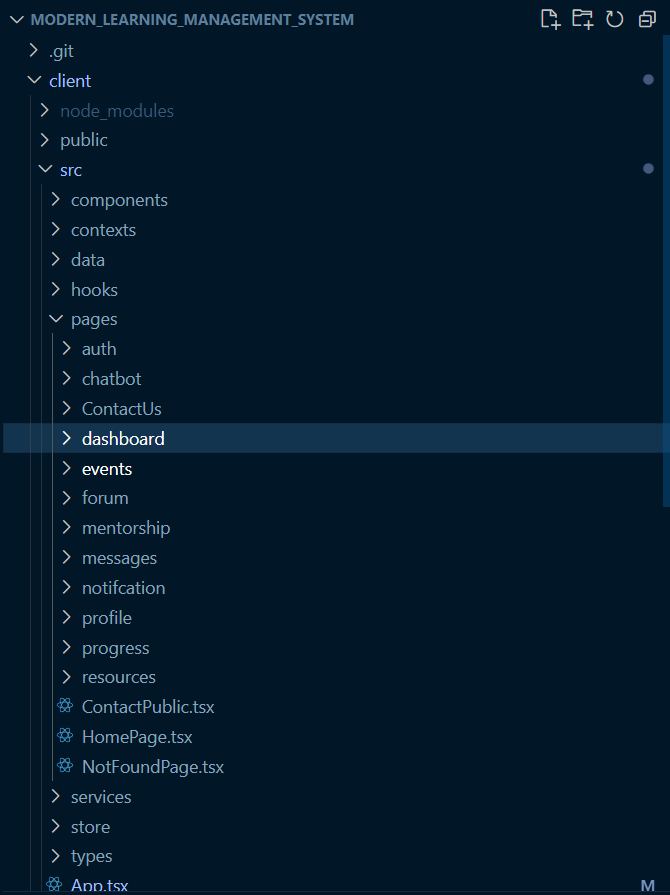 MODERN_LEARNING_MANAGEMENT_SYSTEM
.git
client
node_modules
public
src
components
contexts
data
hooks
pages
auth
chatbot
ContactUs
dashboard
events
forum
mentorship
messages
notifcation
profile
progress
resources
ContactPublic.tsx
HomePage.tsx
NotFoundPage.tsx
services
store
types
App.tsx M